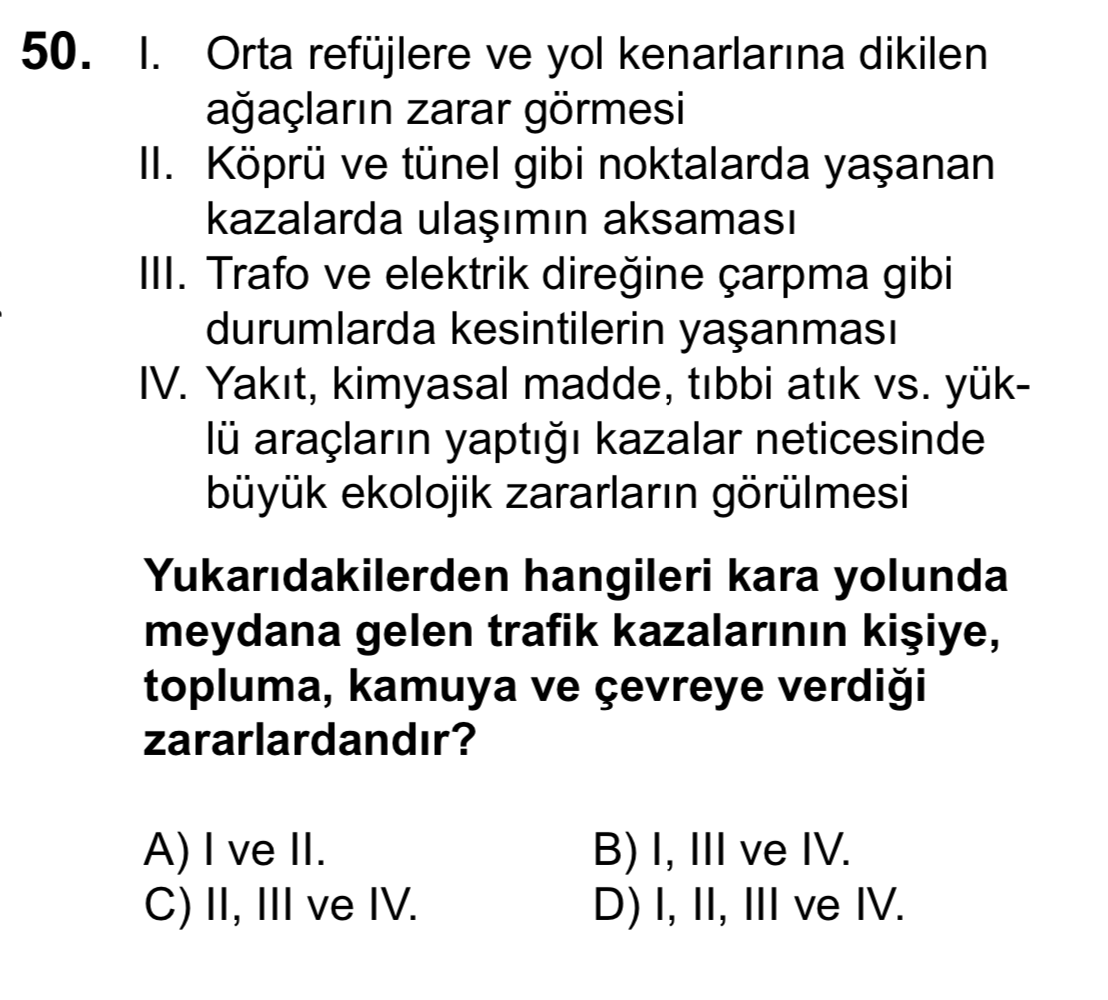 50. I. Orta refüjlere ve yol kenarlarına dikilen
ağaçların zarar görmesi
II. Köprü ve tünel gibi noktalarda yaşanan
kazalarda ulaşımın aksaması
III. Trafo ve elektrik direğine çarpma gibi
durumlarda kesintilerin yaşanması
IV. Yakıt, kimyasal madde, tıbbi atık vs. yük-
lü araçların yaptığı kazalar neticesinde
büyük ekolojik zararların görülmesi
Yukarıdakilerden hangileri kara yolunda
meydana gelen trafik kazalarının kişiye,
topluma, kamuya ve çevreye verdiği
zararlardandır?
A) I ve II. B) I, III ve IV.
C) II, III ve IV. D) I, II, III ve IV.